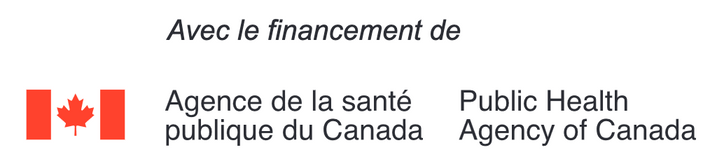 Avec le financement de
Agence de la santé
publique du Canada
Public Health
Agency of Canada